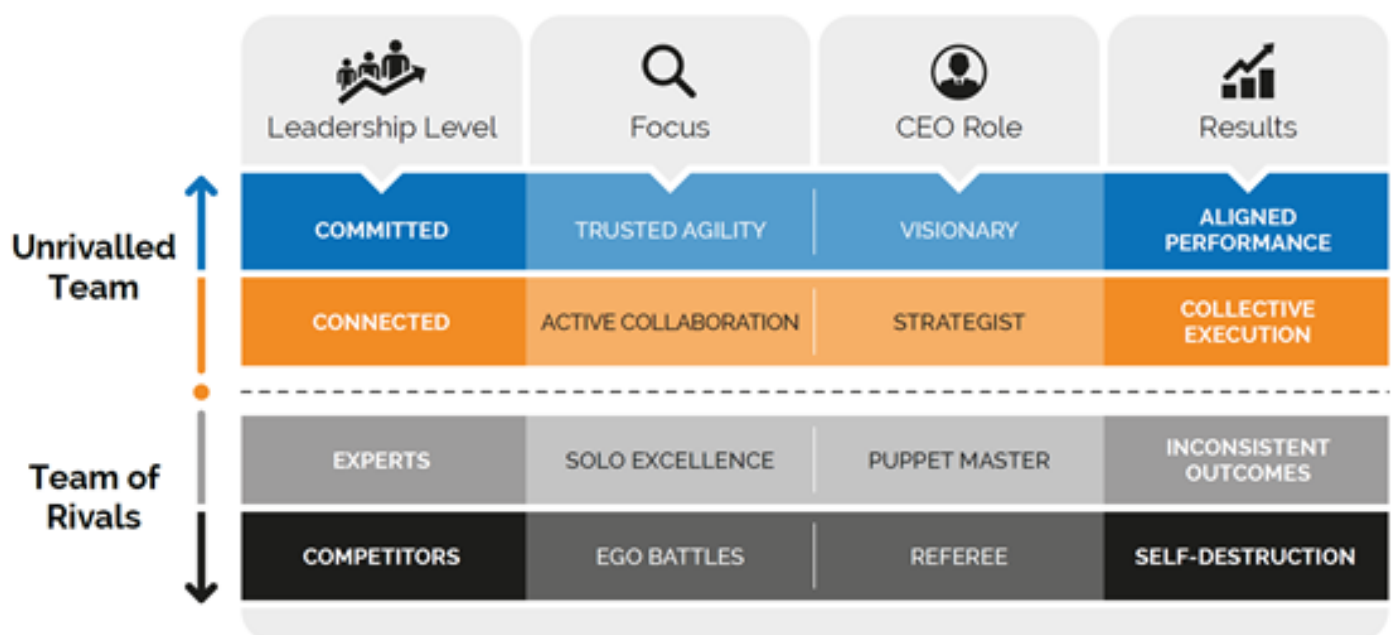 Leadership Level
Focus
CEO Role
Results
Unrivalled
Team
COMMITTED
TRUSTED AGILITY
VISIONARY
ALIGNED
PERFORMANCE
CONNECTED
ACTIVE COLLABORATION
STRATEGIST
COLLECTIVE
EXECUTION
Team of
Rivals
EXPERTS
SOLO EXCELLENCE
PUPPET MASTER
INCONSISTENT
OUTCOMES
COMPETITORS
EGO BATTLES
REFEREE
SELF-DESTRUCTION